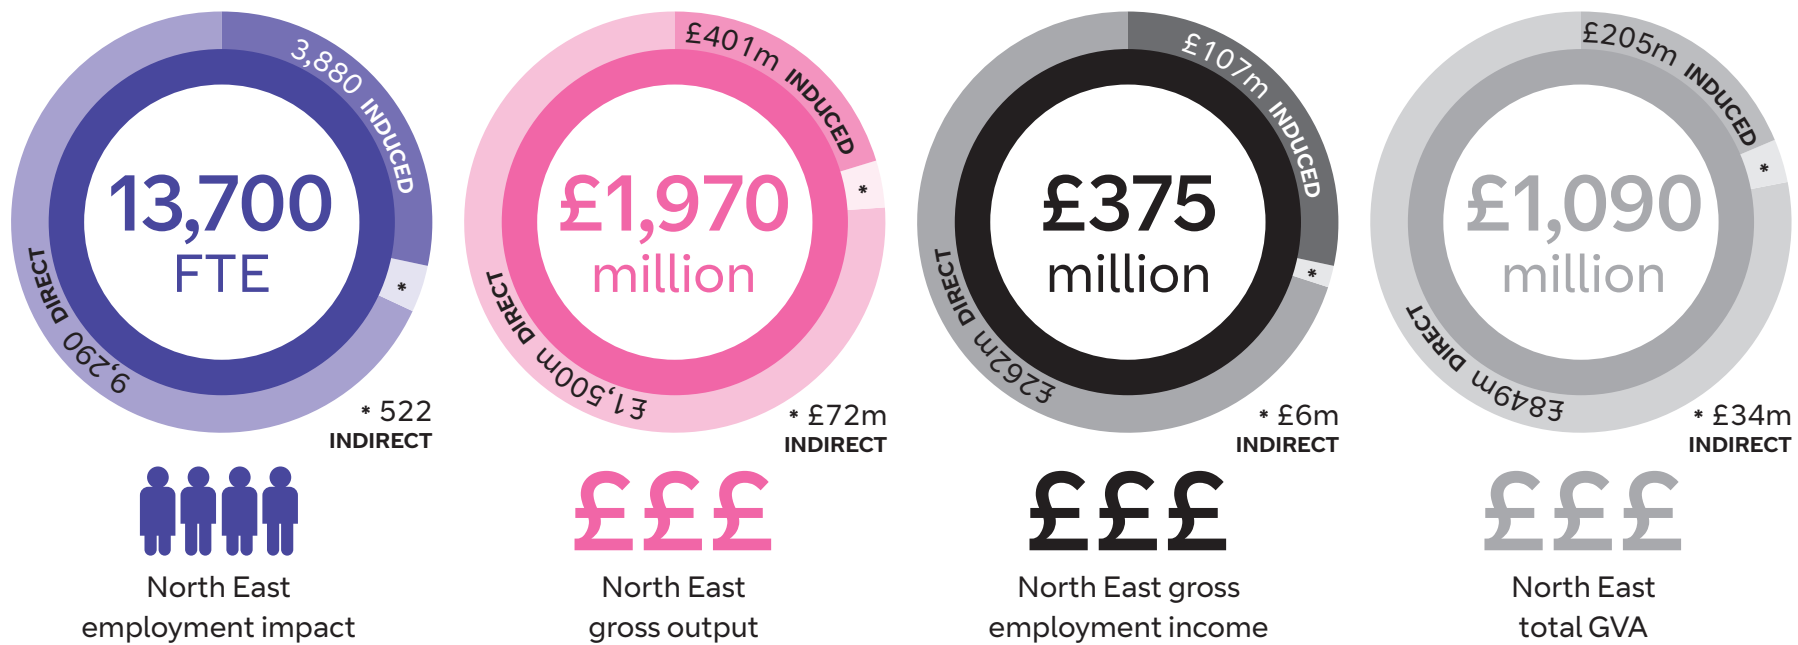 3,880 INDUCED
13,700
FTE
9,290 DIRECT
* 
* 522
INDIRECT
North East
employment impact
£401m INDUCED
*
£1,970
million
£1,500m DIRECT
* £72m
INDIRECT
£££
North East
gross output
£107m INDUCED
£375
million
*
£262m DIRECT
* £6m
INDIRECT
£££
North East gross
employment income
£205m INDUCED
*
£1,090
million
£849m DIRECT
* £34m
INDIRECT
£££
North East
total GVA